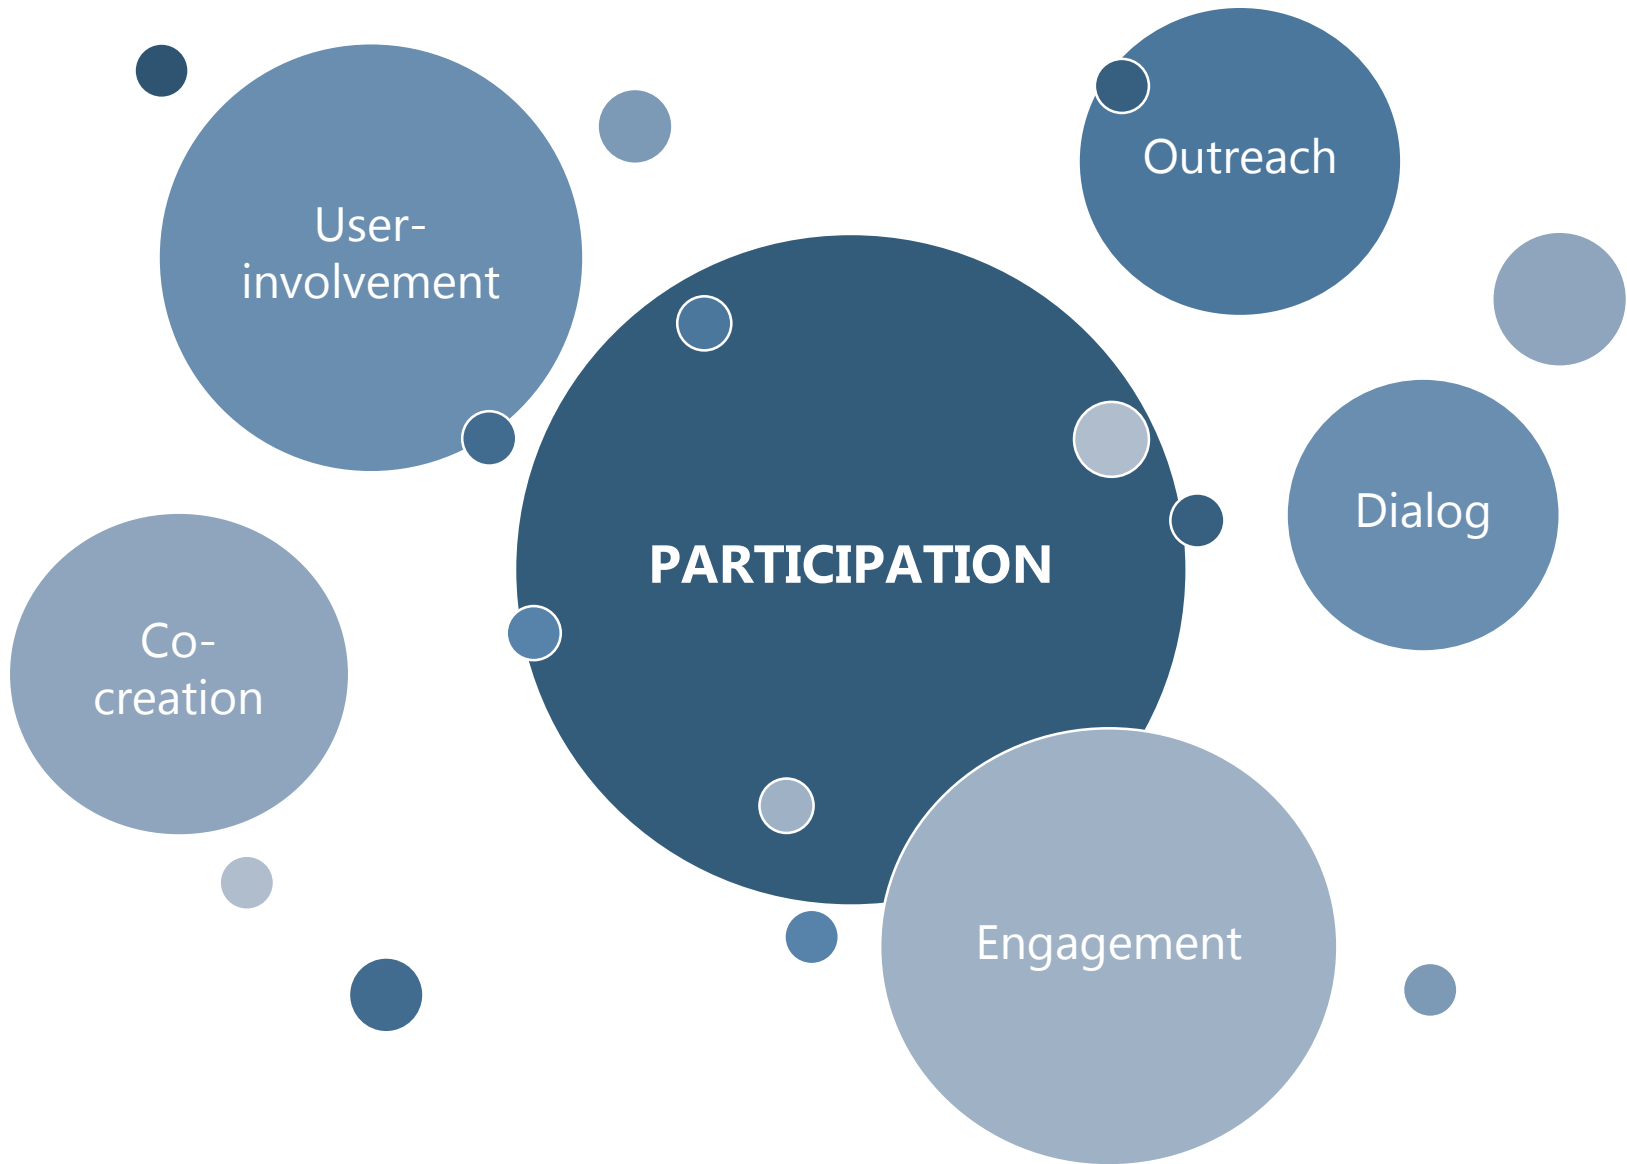 Outreach
User-
involvement
Dialog
PARTICIPATION
Co-
creation
Engagement